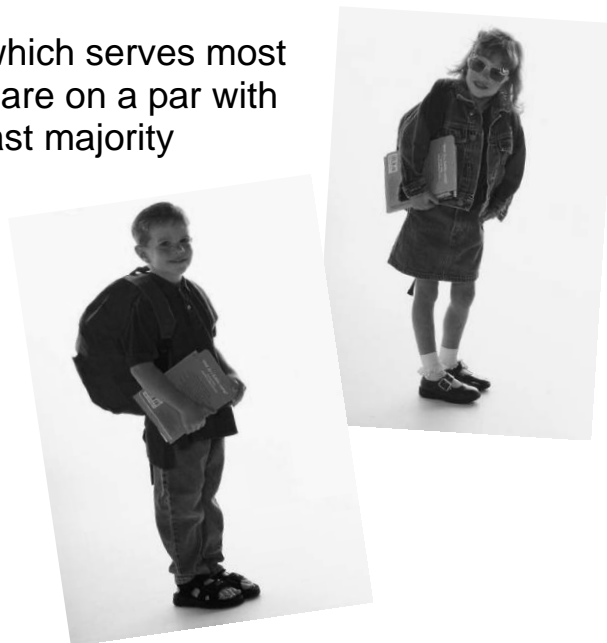 which serves most
are on a par with
ast majority